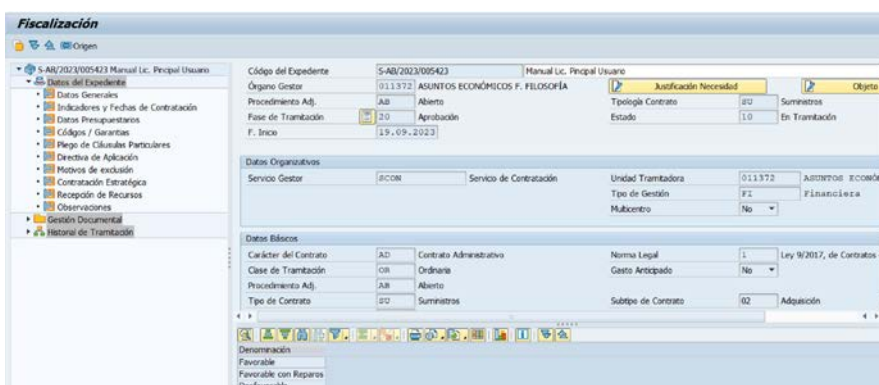 Fiscalización
Origen
S-AB/2023/005423 Manual Lic. Pincipal Usuario
Datos del Expediente
Datos Generales
Indicadores y Fechas de Contratación
Datos Presupuestarios
Códigos / Garantias
Pliego de Cláusulas Particulares
Directiva de Aplicación
Motivos de exclusión
Contratación Estratégica
Recepción de Recursos
Observaciones
Gestión Documental
Historial de Tramitación
Código del Expediente S-AB/2023/005423 Manual Lic. Pincipal Usuario
Órgano Gestor 011372 ASUNTOS ECONÓMICOS F. FILOSOFÍA Justificación Necesidad Objeto
Procedimiento Adj. AB Abierto Tipología Contrato SU Suministros
Fase de Tramitación 20 Aprobación Estado 10 En Tramitación
F. Inicio 19.09.2023
Datos Organizativos
Servicio Gestor SCON Servico de Contratación Unidad Tramitadora 011372 ASUNTOS ECONÓ
Tipo de Gestión FI Financiera
Multicentro No
Datos Básicos
Carácter del Contrato AD Contrato Administrativo Norma Legal 1 Ley 9/2017, de Contratos
Clase de Tramitación OR Ordinaria Gasto Anticipado No
Procedimiento Adj. AB Abierto
Tipo de Contrato SU Suministros Subtipo de Contrato 02 Adquisición
Denominación
Favorable
Favorable con Reparos